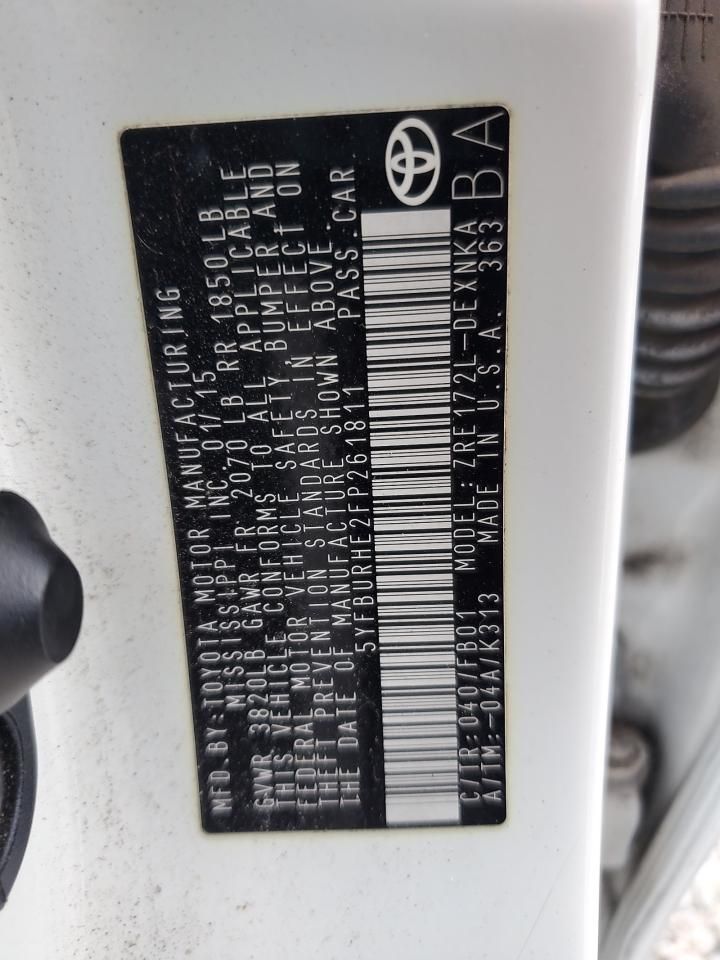 MFD.BY:TOYOTA MOTOR MANUFACTURING
MISSISSIPPI INC. 01/15
GVWR 3820LB GAWR FR 2070 LB RR 1850 LB
THIS VEHICLE CONFORMS TO ALL APPLICABLE
FEDERAL MOTOR VEHICLE SAFETY, BUMPER AND
THEFT PREVENTION STANDARDS IN EFFECT ON
THE DATE OF MANUFACTURE SHOWN ABOVE.
5YFBURHE2FP261811 PASS.CAR
C/TR:040/FB01 MODEL:ZRE172L-DEXNKA
A/TM:-04A/K313 MADE IN U.S.A. 363
BA